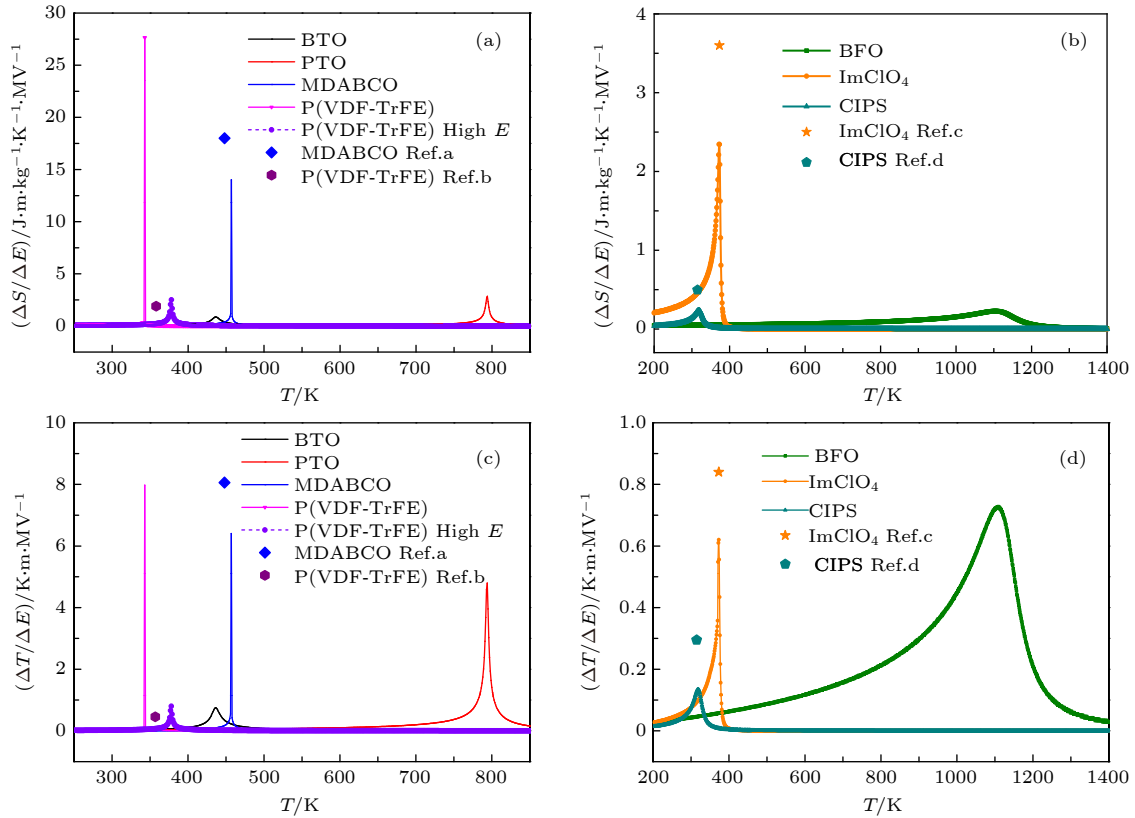 (a)
30
25
20
15
10
5
0
(ΔS/ΔE)/J·m·kg⁻¹·K⁻¹·MV⁻¹
BTO
PTO
MDABCO
P(VDF-TrFE)
P(VDF-TrFE) High E
MDABCO Ref.a
P(VDF-TrFE) Ref.b
300 400 500 600 700 800
T/K
(b)
4
3
2
1
0
(ΔS/ΔE)/J·m·kg⁻¹·K⁻¹·MV⁻¹
BFO
ImClO₄
CIPS
ImClO₄ Ref.c
CIPS Ref.d
200 400 600 800 1000 1200 1400
T/K
(c)
10
8
6
4
2
0
(ΔT/ΔE)/K·m·MV⁻¹
BTO
PTO
MDABCO
P(VDF-TrFE)
P(VDF-TrFE) High E
MDABCO Ref.a
P(VDF-TrFE) Ref.b
300 400 500 600 700 800
T/K
(d)
1.0
0.8
0.6
0.4
0.2
0
(ΔT/ΔE)/K·m·MV⁻¹
BFO
ImClO₄
CIPS
ImClO₄ Ref.c
CIPS Ref.d
200 400 600 800 1000 1200 1400
T/K